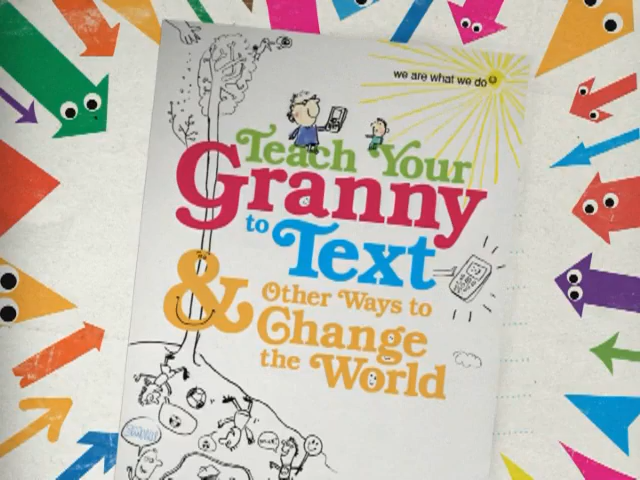 we are what we do
Teach Your
Granny
to Text
& Other Ways to
Change
the World